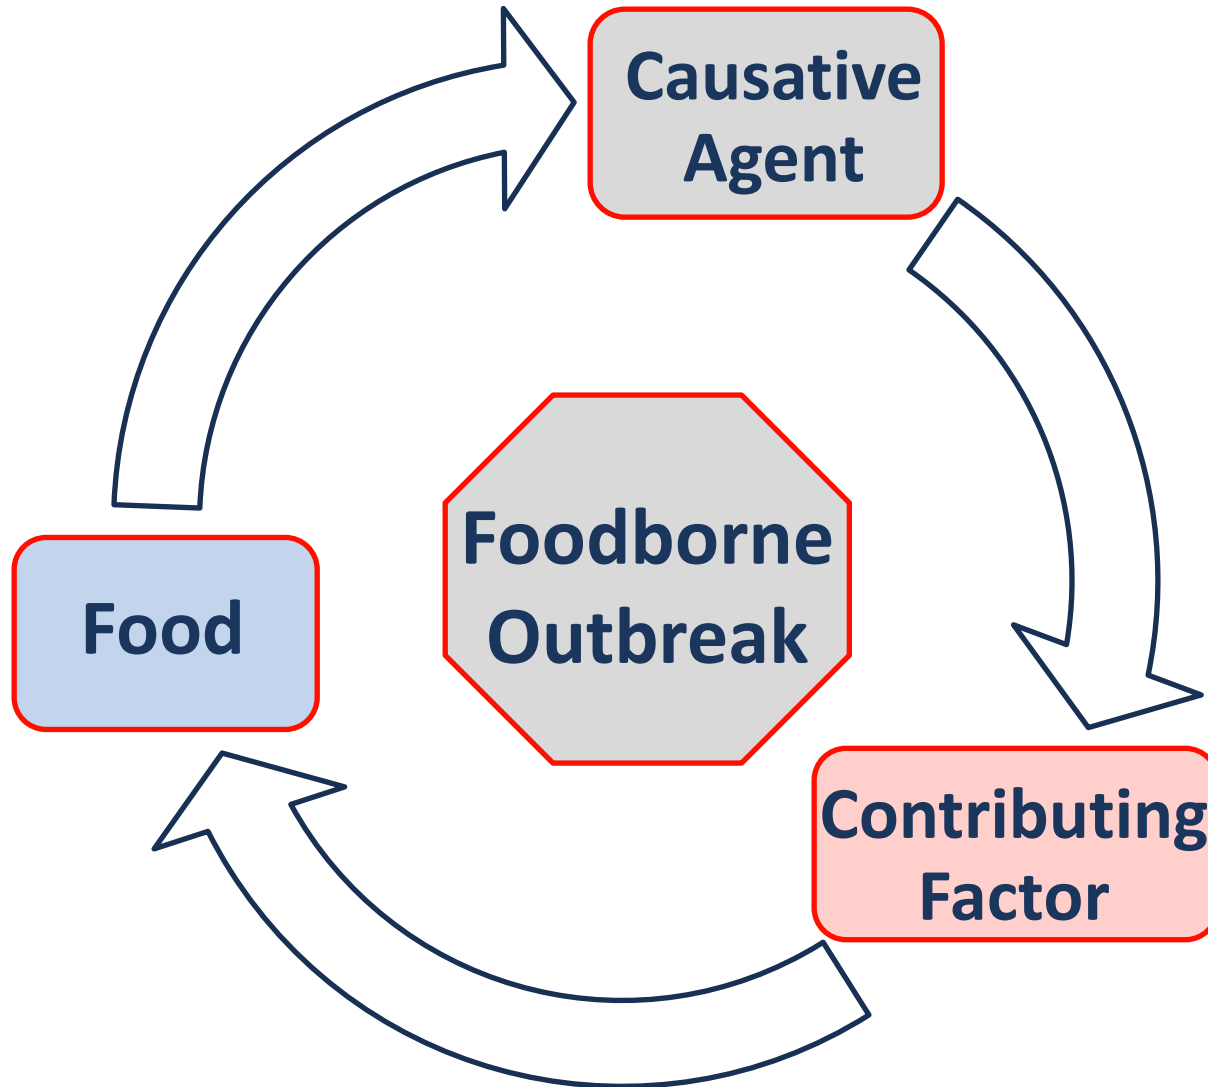 Causative
Agent
Foodborne
Outbreak
Food
Contributing
Factor